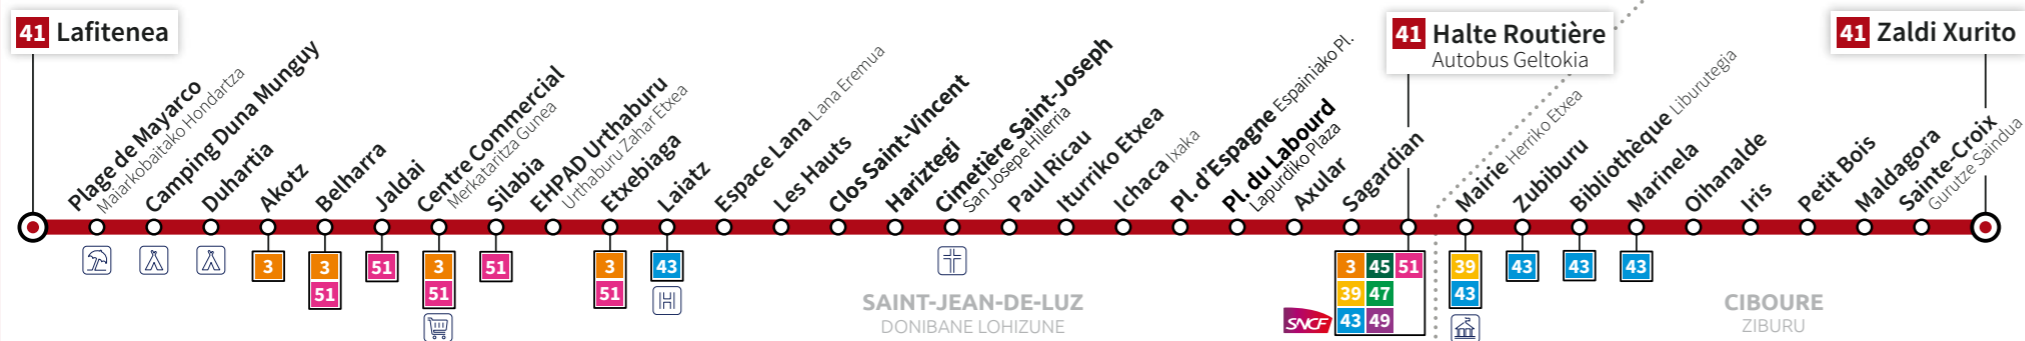 41 Lafitenea
Plage de Mayarco
Maiarkobaitako Hondartza
Camping Duna Munguy
Duhartia
Akotz
Belharra
Jaldai
Centre Commercial
Merkataritza Gunea
Silabia
EHPAD Urthaburu
Urthaburu Zahar Etxea
Etxebiaga
Laiatz
Espace Lana Lana Eremua
Les Hauts
Clos Saint-Vincent
Hariztegi
Cimetière Saint-Joseph
San Josepe Hilerria
Paul Ricau
Iturriko Etxea
Ichaca Ixaka
Pl. d'Espagne Espainiako Pl.
Pl. du Labourd
Lapurdiko Plaza
Axular
Sagardian
41 Halte Routière
Autobus Geltokia
Mairie Herriko Etxea
Zubiburu
Bibliothèque Liburutegia
Marinela
Oihanalde
Iris
Petit Bois
Maldagora
Sainte-Croix
Gurutze Saindua
41 Zaldi Xurito
3
3
51
51
3
51
51
3
51
43
H
3 45 51
39 47
SNCF 43 49
39
43
43
43
43
SAINT-JEAN-DE-LUZ
DONIBANE LOHIZUNE
CIBOURE
ZIBURU